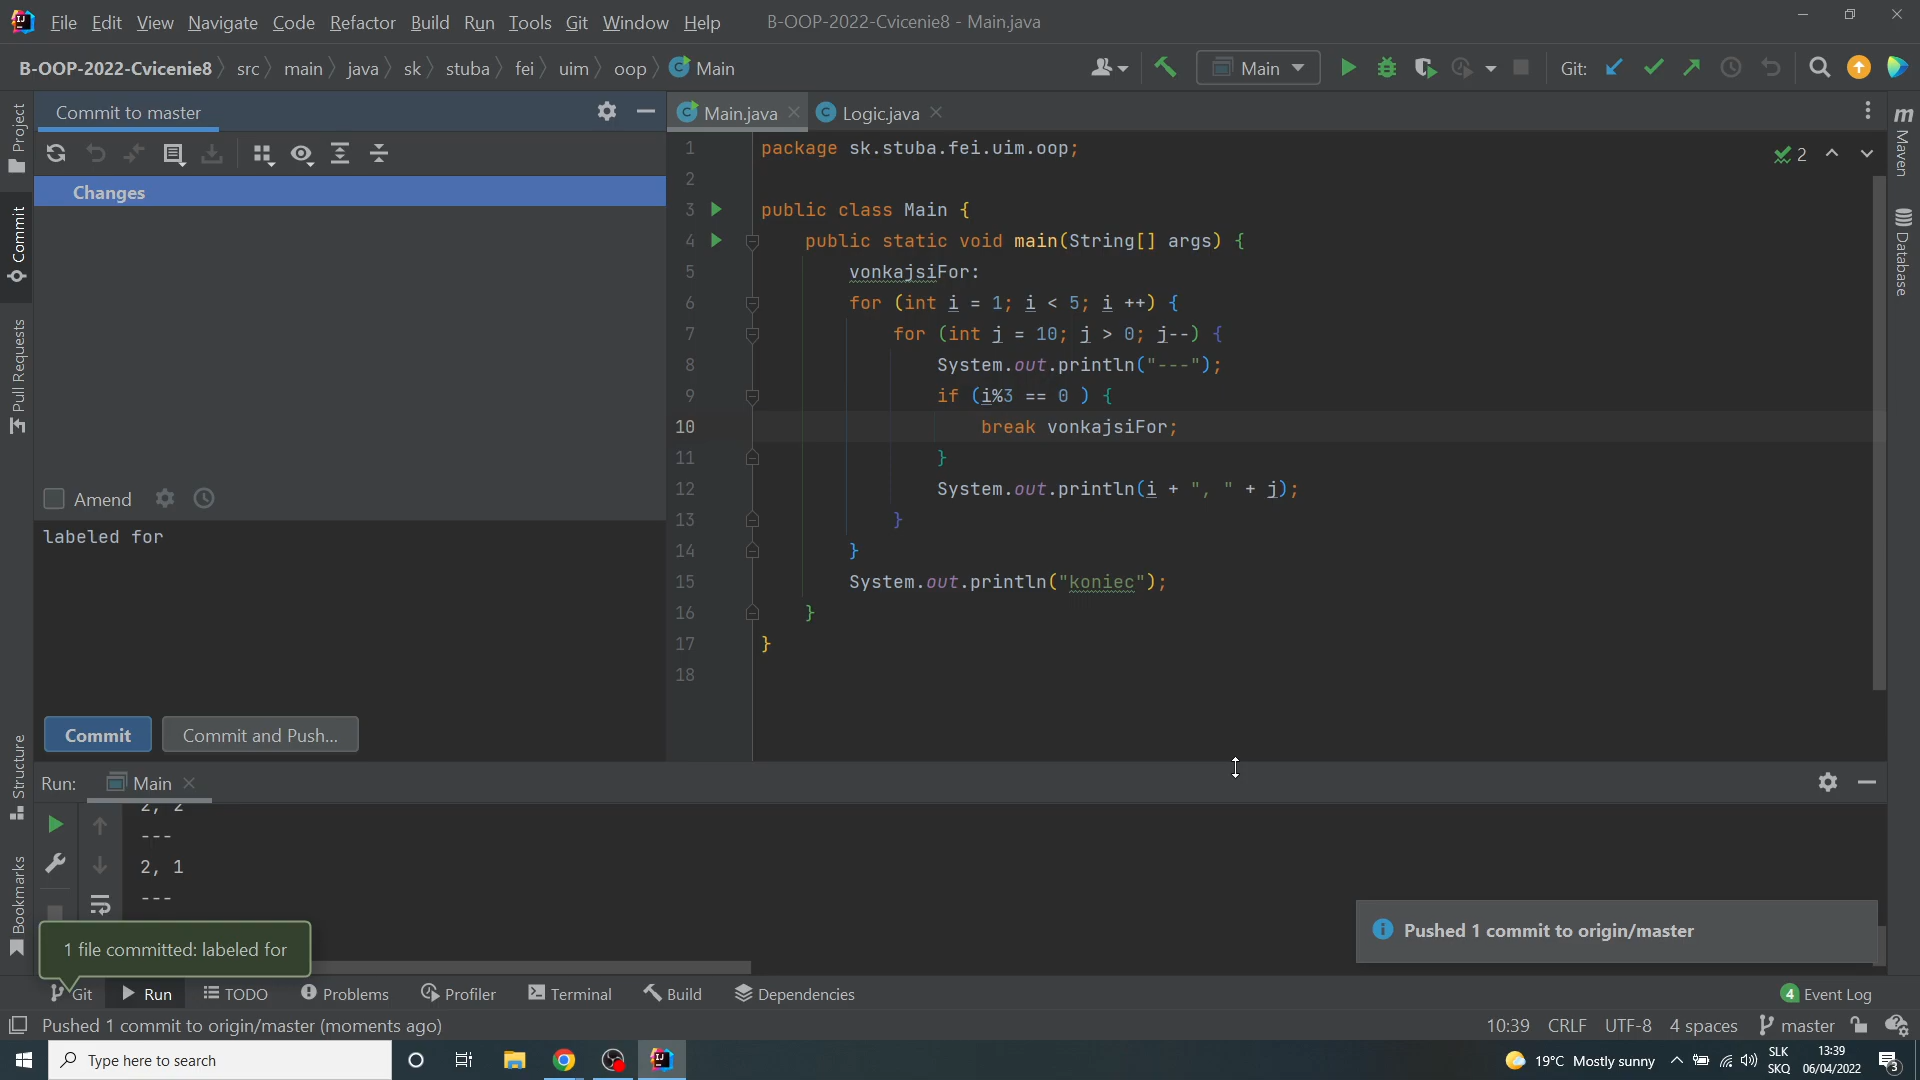 File Edit View Navigate Code Refactor Build Run Tools Git Window Help B-OOP-2022-Cvicenie8 - Main.java
B-OOP-2022-Cvicenie8 src main java sk stuba fei uim oop Main
Main
Git:
Project
Commit
Pull Requests
Structure
Bookmarks
Commit to master
Changes
Amend
labeled for
Commit Commit and Push...
Main.java Logic.java
2
1 package sk.stuba.fei.uim.oop;
2
3 public class Main {
4 public static void main(String[] args) {
5 vonkajsiFor:
6 for (int i = 1; i < 5; i ++) {
7 for (int j = 10; j > 0; j--) {
8 System.out.println("---");
9 if (i%3 == 0 ) {
10 break vonkajsiFor;
11 }
12 System.out.println(i + ", " + j);
13 }
14 }
15 System.out.println("koniec");
16 }
17 }
18
m Maven
Database
Run: Main
2, 2
---
2, 1
---
1 file committed: labeled for
Pushed 1 commit to origin/master
Git Run TODO Problems Profiler Terminal Build Dependencies 4 Event Log
Pushed 1 commit to origin/master (moments ago) 10:39 CRLF UTF-8 4 spaces master
Type here to search
19°C Mostly sunny
SLK
SKQ
13:39
06/04/2022
3